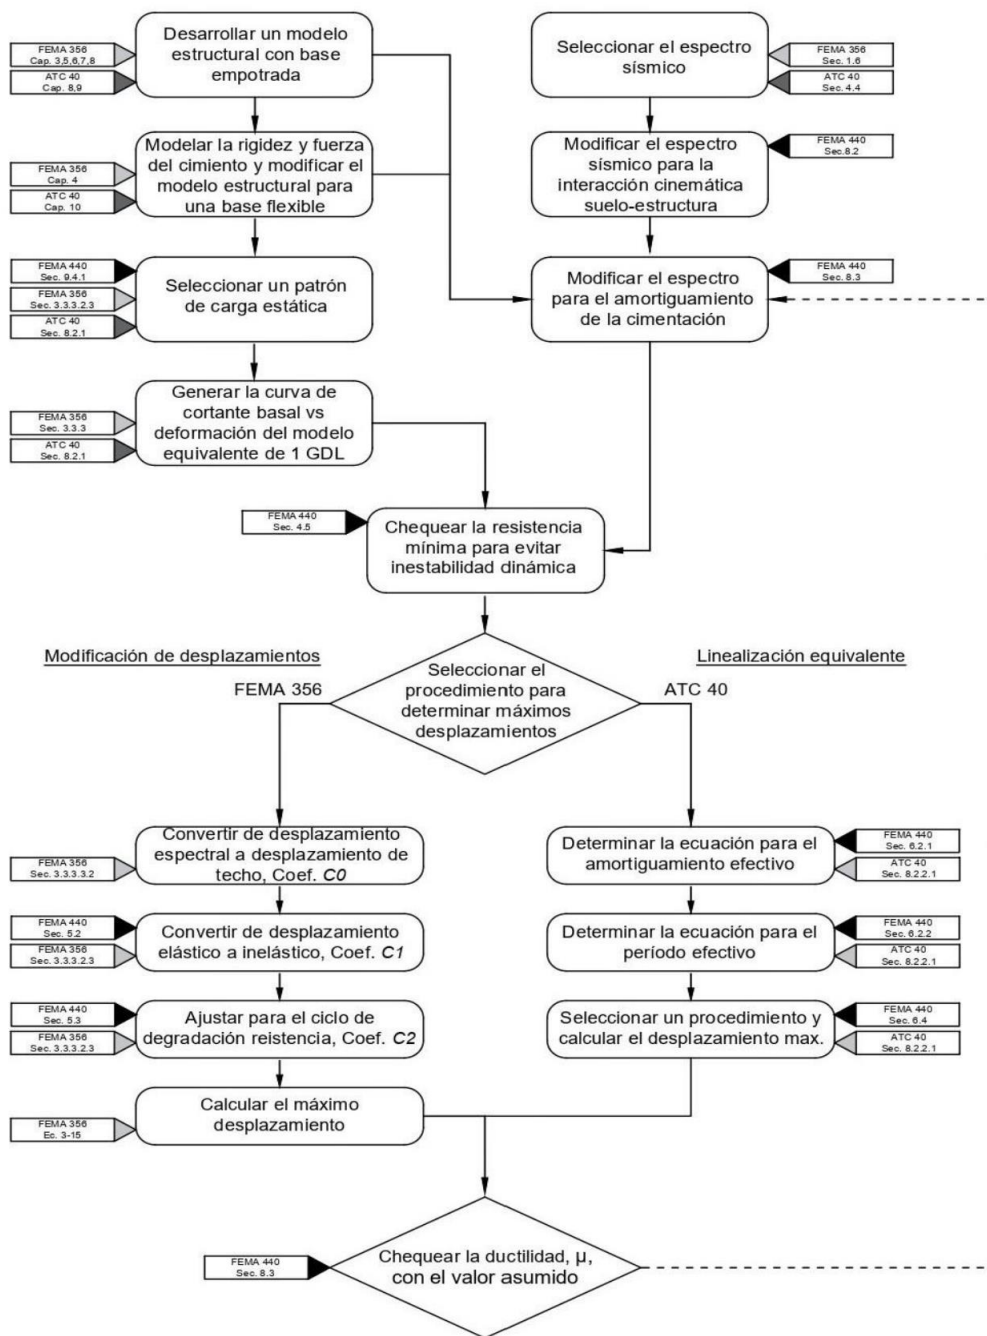 Desarrollar un modelo
estructural con base
empotrada
FEMA 356
Cap. 3,5,6,7,8
ATC 40
Cap. 8,9
Seleccionar el espectro
sísmico
FEMA 356
Sec. 1.6
ATC 40
Sec. 4.4
Modelar la rigidez y fuerza
del cimiento y modificar el
modelo estructural para
una base flexible
FEMA 356
Cap. 4
ATC 40
Cap. 10
Modificar el espectro
sísmico para la
interacción cinemática
suelo-estructura
FEMA 440
Sec.8.2
FEMA 440
Sec. 9.4.1
FEMA 356
Sec. 3.3.3.2.3
ATC 40
Sec. 8.2.1
Seleccionar un patrón
de carga estática
Modificar el espectro
para el amortiguamiento
de la cimentación
FEMA 440
Sec. 8.3
Generar la curva de
cortante basal vs
deformación del modelo
equivalente de 1 GDL
FEMA 356
Sec. 3.3.3
ATC 40
Sec. 8.2.1
FEMA 440
Sec. 4.5
Chequear la resistencia
mínima para evitar
inestabilidad dinámica
Modificación de desplazamientos
FEMA 356
Seleccionar el
procedimiento para
determinar máximos
desplazamientos
Linealización equivalente
ATC 40
Convertir de desplazamiento
espectral a desplazamiento de
techo, Coef. C0
FEMA 356
Sec. 3.3.3.3.2
Determinar la ecuación para el
amortiguamiento efectivo
FEMA 440
Sec. 6.2.1
ATC 40
Sec. 8.2.2.1
FEMA 440
Sec. 5.2
FEMA 356
Sec. 3.3.3.2.3
Convertir de desplazamiento
elástico a inelástico, Coef. C1
Determinar la ecuación para el
período efectivo
FEMA 440
Sec. 6.2.2
ATC 40
Sec. 8.2.2.1
FEMA 440
Sec. 5.3
FEMA 356
Sec. 3.3.3.2.3
Ajustar para el ciclo de
degradación reistencia, Coef. C2
Seleccionar un procedimiento y
calcular el desplazamiento max.
FEMA 440
Sec. 6.4
ATC 40
Sec. 8.2.2.1
Calcular el máximo
desplazamiento
FEMA 356
Ec. 3-15
FEMA 440
Sec. 8.3
Chequear la ductilidad, μ,
con el valor asumido